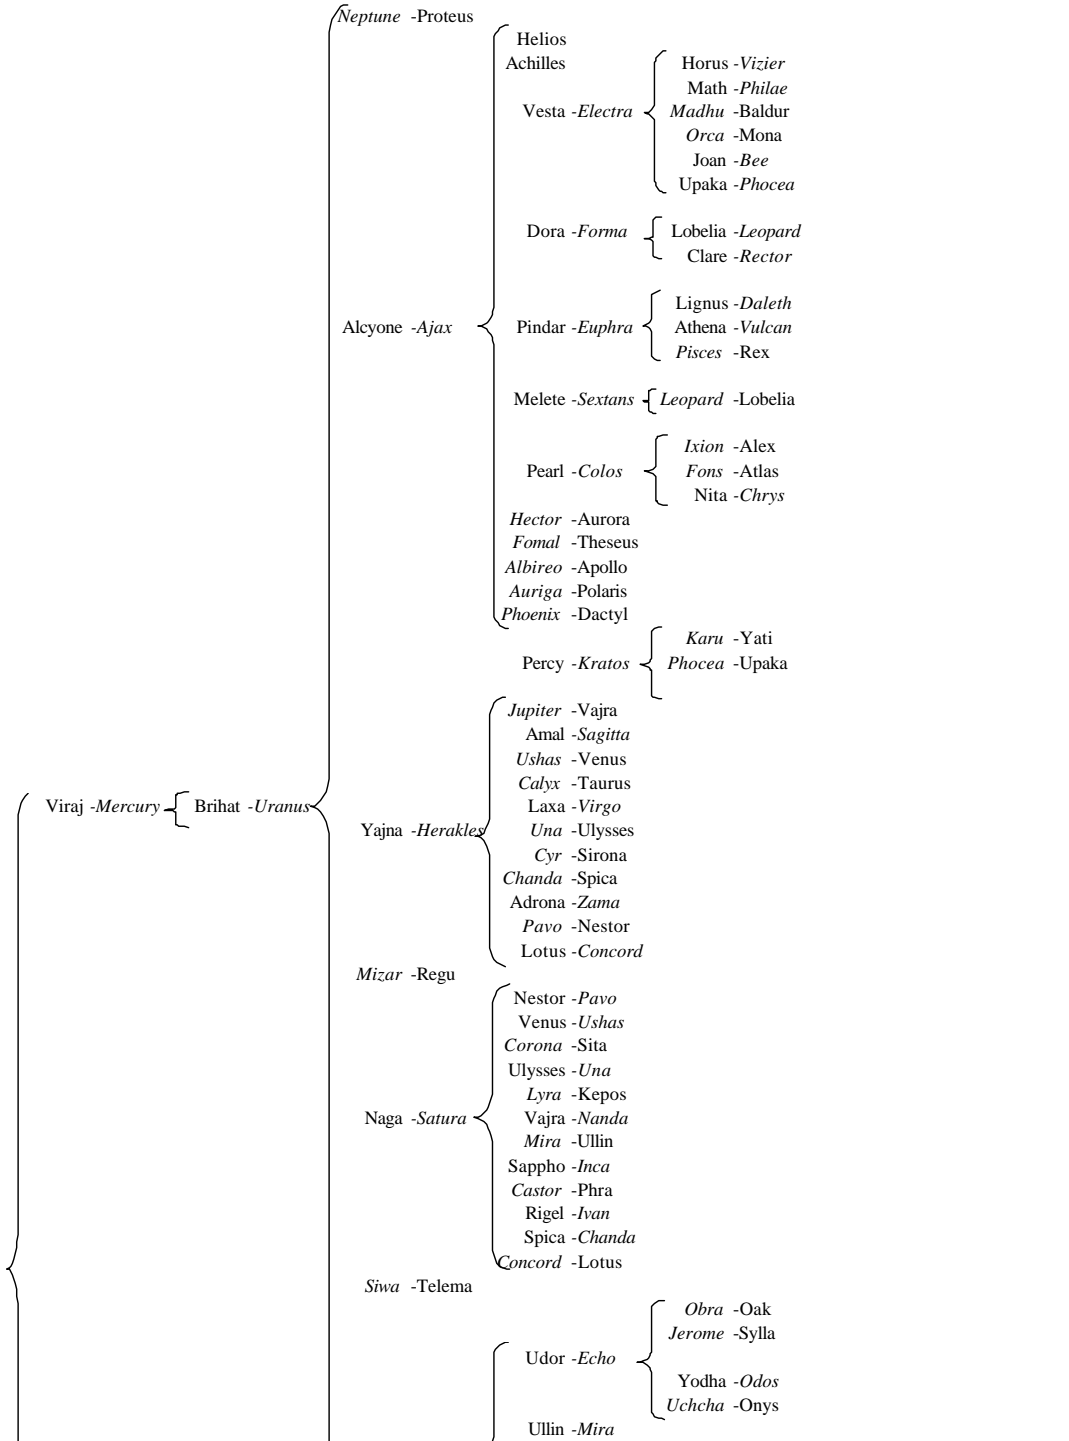 Neptune -Proteus
Helios
Achilles
Horus -Vizier
Math -Philae
Vesta -Electra
Madhu -Baldur
Orca -Mona
Joan -Bee
Upaka -Phocea
Dora -Forma
Lobelia -Leopard
Clare -Rector
Lignus -Daleth
Alcyone -Ajax
Pindar -Euphra
Athena -Vulcan
Pisces -Rex
Melete -Sextans
Leopard -Lobelia
Ixion -Alex
Pearl -Colos
Fons -Atlas
Nita -Chrys
Hector -Aurora
Fomal -Theseus
Albireo -Apollo
Auriga -Polaris
Phoenix -Dactyl
Karu -Yati
Percy -Kratos
Phocea -Upaka
Jupiter -Vajra
Amal -Sagitta
Ushas -Venus
Calyx -Taurus
Viraj -Mercury
Brihat -Uranus
Laxa -Virgo
Yajna -Herakles
Una -Ulysses
Cyr -Sirona
Chanda -Spica
Adrona -Zama
Pavo -Nestor
Lotus -Concord
Mizar -Regu
Nestor -Pavo
Venus -Ushas
Corona -Sita
Ulysses -Una
Lyra -Kepos
Naga -Satura
Vajra -Nanda
Mira -Ullin
Sappho -Inca
Castor -Phra
Rigel -Ivan
Spica -Chanda
Concord -Lotus
Siwa -Telema
Obra -Oak
Jerome -Sylla
Udor -Echo
Yodha -Odos
Uchcha -Onys
Ullin -Mira